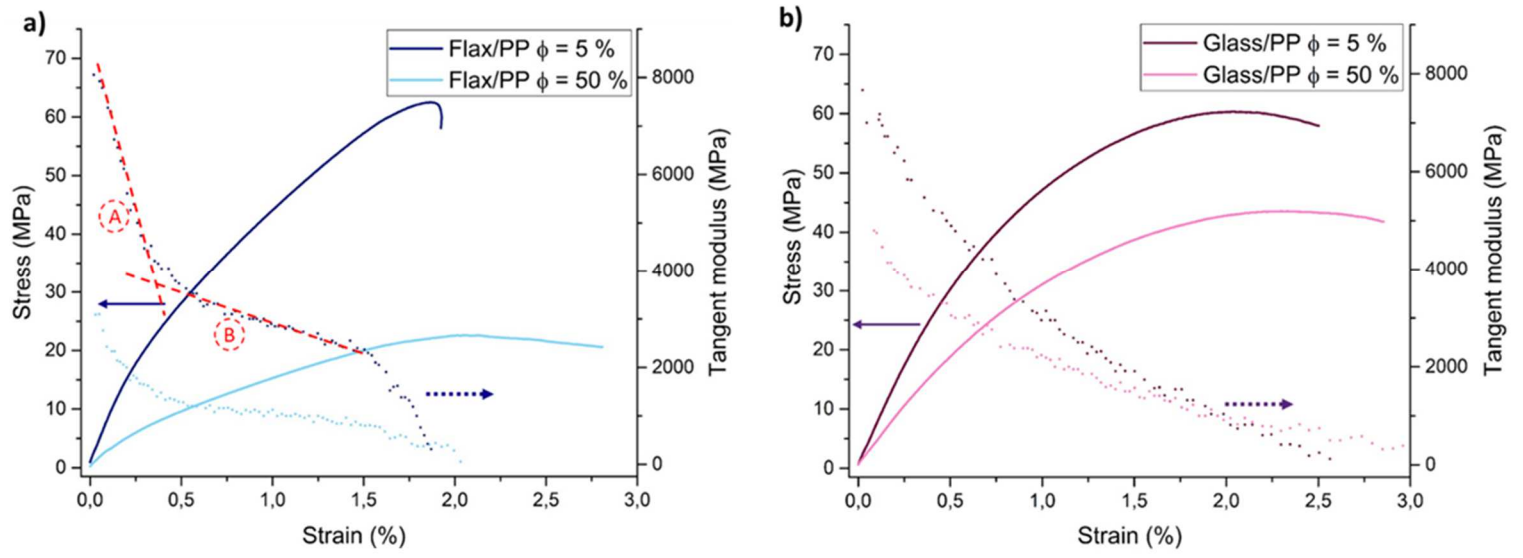 a)
Flax/PP ϕ = 5 %
Flax/PP ϕ = 50 %
70
60
50
40
30
20
10
0
Stress (MPa)
A
B
8000
6000
4000
2000
0
Tangent modulus (MPa)
0,0 0,5 1,0 1,5 2,0 2,5 3,0
Strain (%)
b)
Glass/PP ϕ = 5 %
Glass/PP ϕ = 50 %
70
60
50
40
30
20
10
0
Stress (MPa)
8000
6000
4000
2000
0
Tangent modulus (MPa)
0,0 0,5 1,0 1,5 2,0 2,5 3,0
Strain (%)